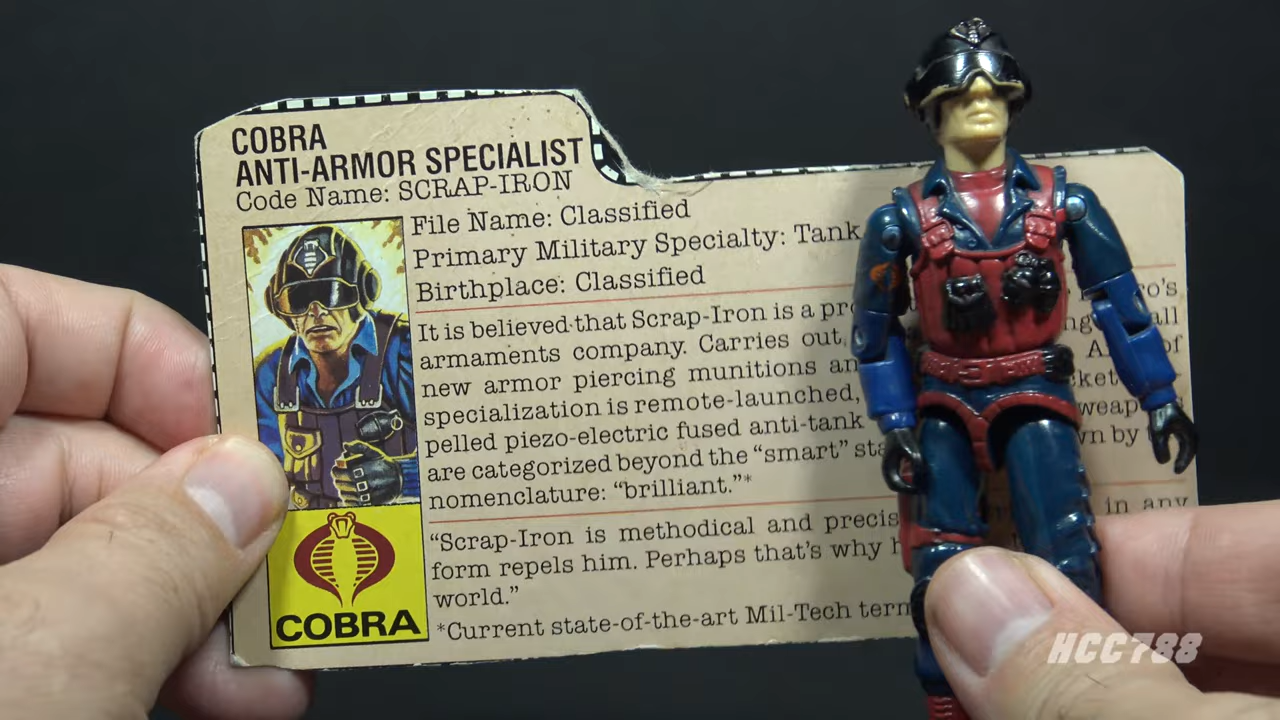 COBRA
ANTI-ARMOR SPECIALIST
Code Name: SCRAP-IRON
File Name: Classified
Primary Military Specialty: Tank
Birthplace: Classified
It is believed that Scrap-Iron is a
armaments company. Carries out
new armor piercing munitions
specialization is remote-launched,
pelled piezo-electric fused anti-tank
are categorized beyond the "smart"
nomenclature: "brilliant."*
"Scrap-Iron is methodical and in any
form repels him. Perhaps that's why
world."
*Current state-of-the-art Mil-Tech
COBRA
HCC788